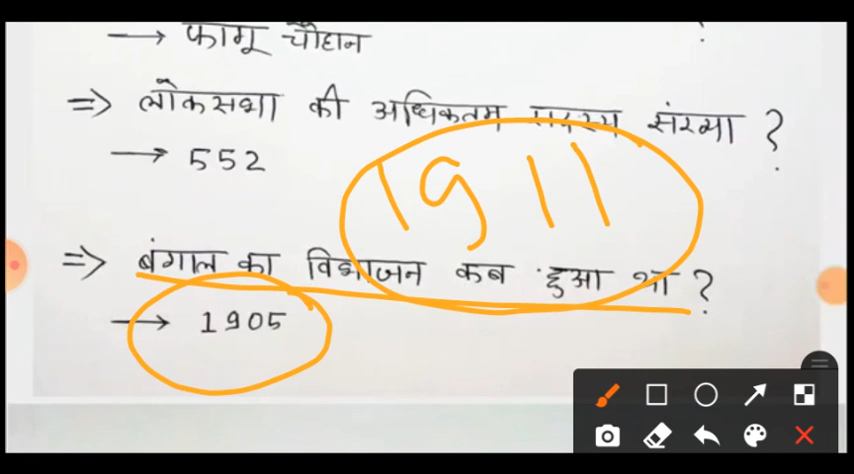 → फागू चौहान ?
=> लोकसभा की अधिकतम सदस्य संख्या ?
→ 552
1911
=> बंगाल का विभाजन कब हुआ था ?
→ 1905